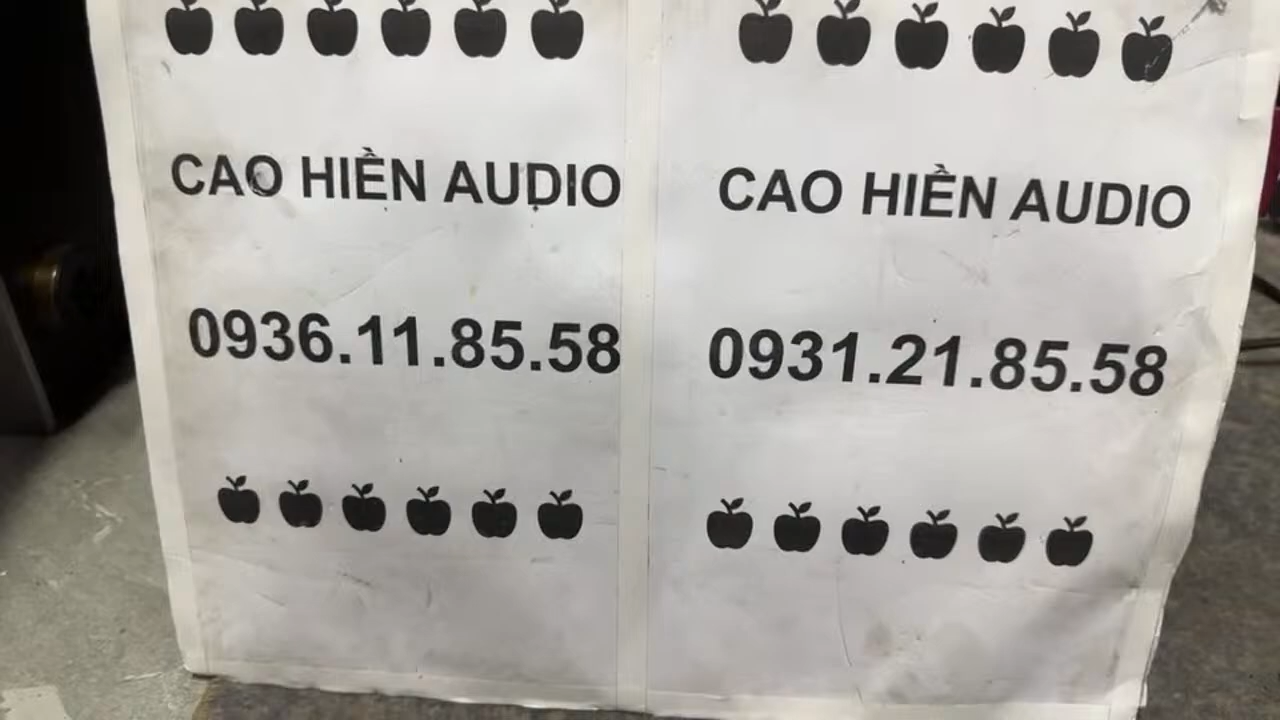 CAO HIỀN AUDIO
0936.11.85.58
CAO HIỀN AUDIO
0931.21.85.58